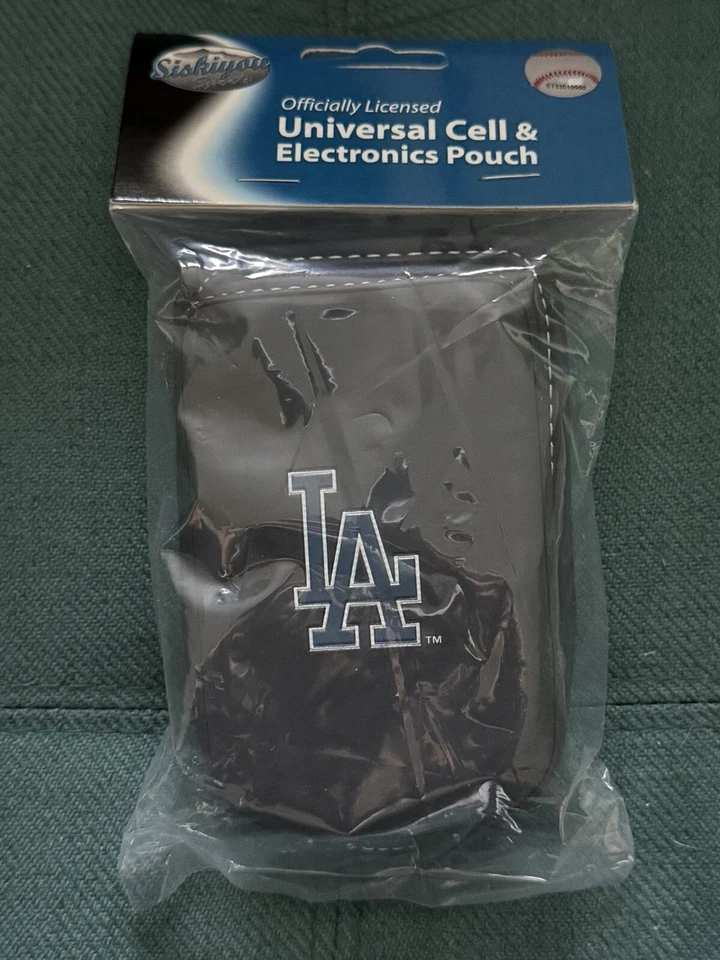 Siskiyou
Officially Licensed
Universal Cell &
Electronics Pouch
LA
TM